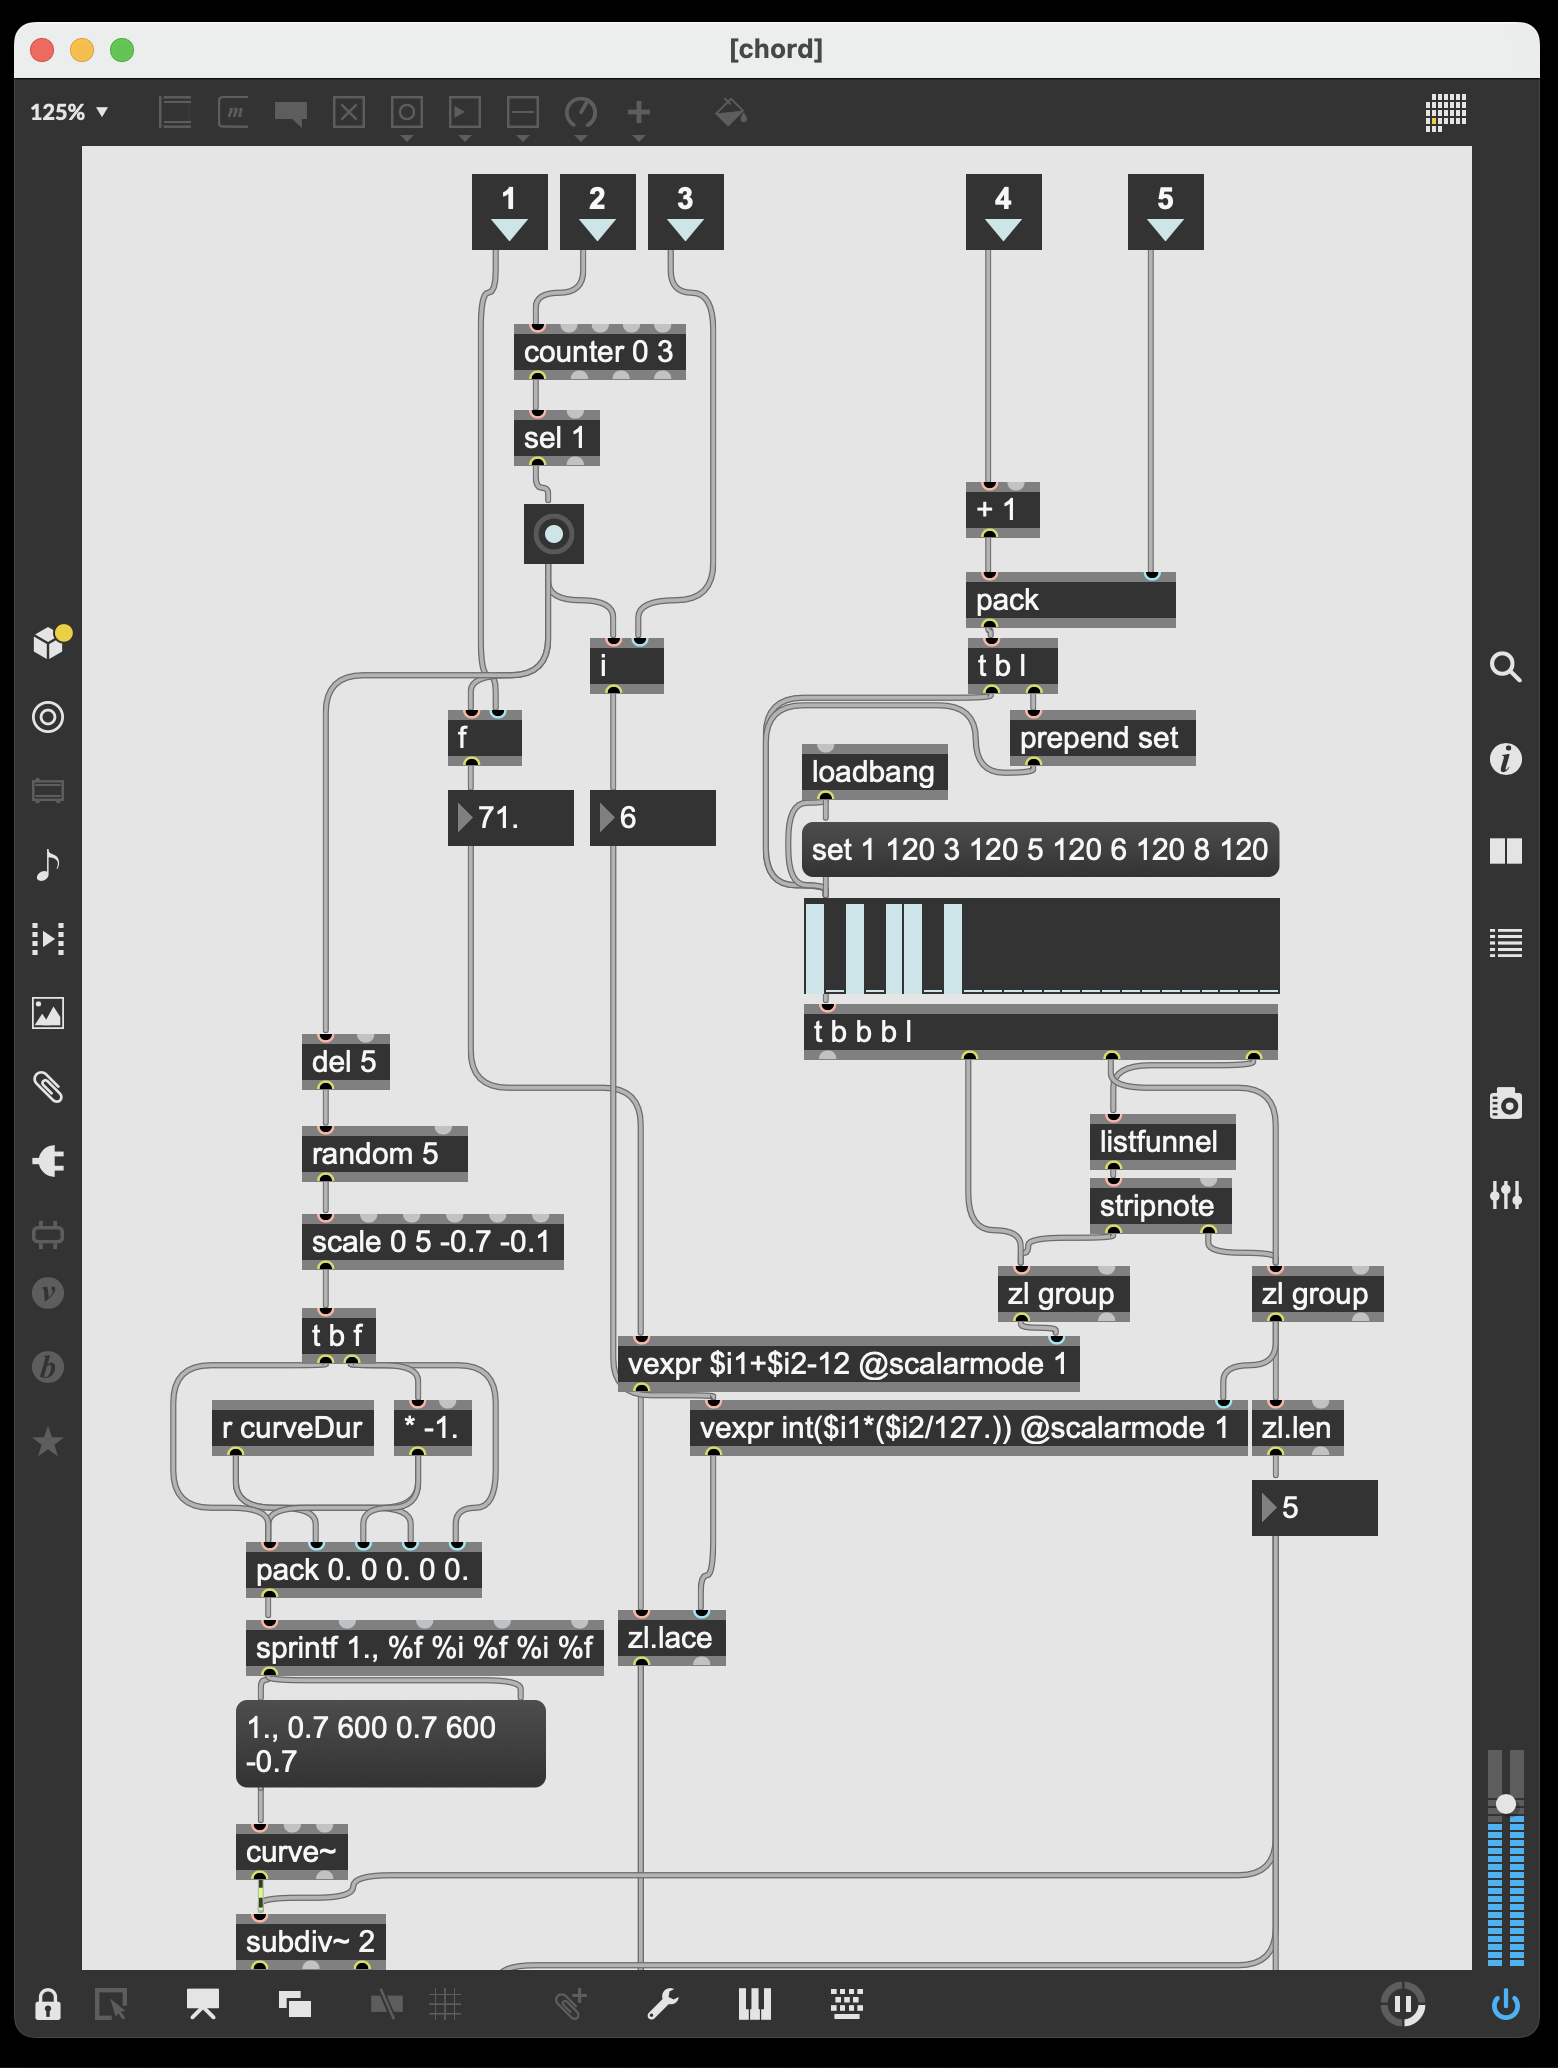 [chord]
125%
m
1
2
3
4
5
counter 0 3
sel 1
+ 1
pack
i
t b l
f
prepend set
loadbang
71.
6
set 1 120 3 120 5 120 6 120 8 120
t b b b l
del 5
random 5
listfunnel
stripnote
scale 0 5 -0.7 -0.1
zl group
zl group
t b f
vexpr $i1+$i2-12 @scalarmode 1
r curveDur
* -1.
vexpr int($i1*($i2/127.)) @scalarmode 1
zl.len
5
pack 0. 0 0. 0 0.
sprintf 1., %f %i %f %i %f
zl.lace
1., 0.7 600 0.7 600
-0.7
curve~
subdiv~ 2
i
v
b